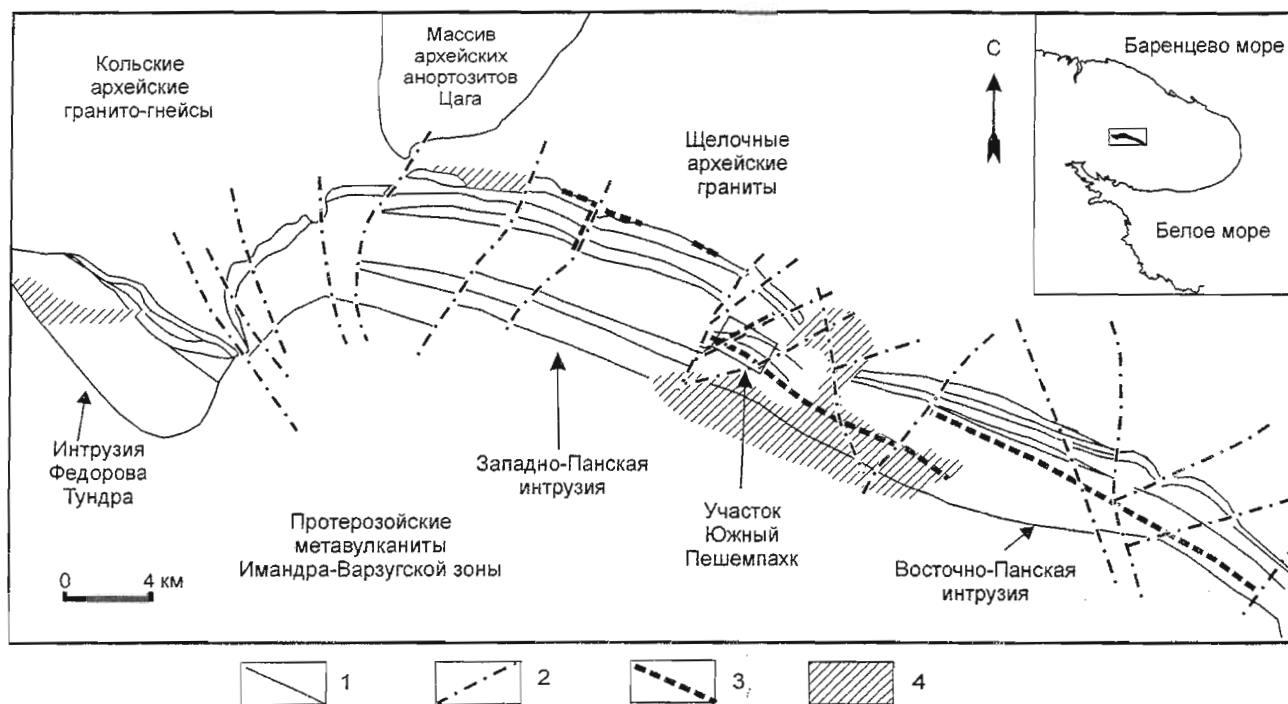 Кольские
архейские
гранито-гнейсы
Массив
архейских
анортозитов
Цага
Щелочные
архейские
граниты
С
Баренцево море
Белое море
Интрузия
Федорова
Тундра
Западно-Панская
интрузия
Участок
Южный
Пешемпахк
Восточно-Панская
интрузия
Протерозойские
метавулканиты
Имандра-Варзугской зоны
0 4 км
1 2 3 4